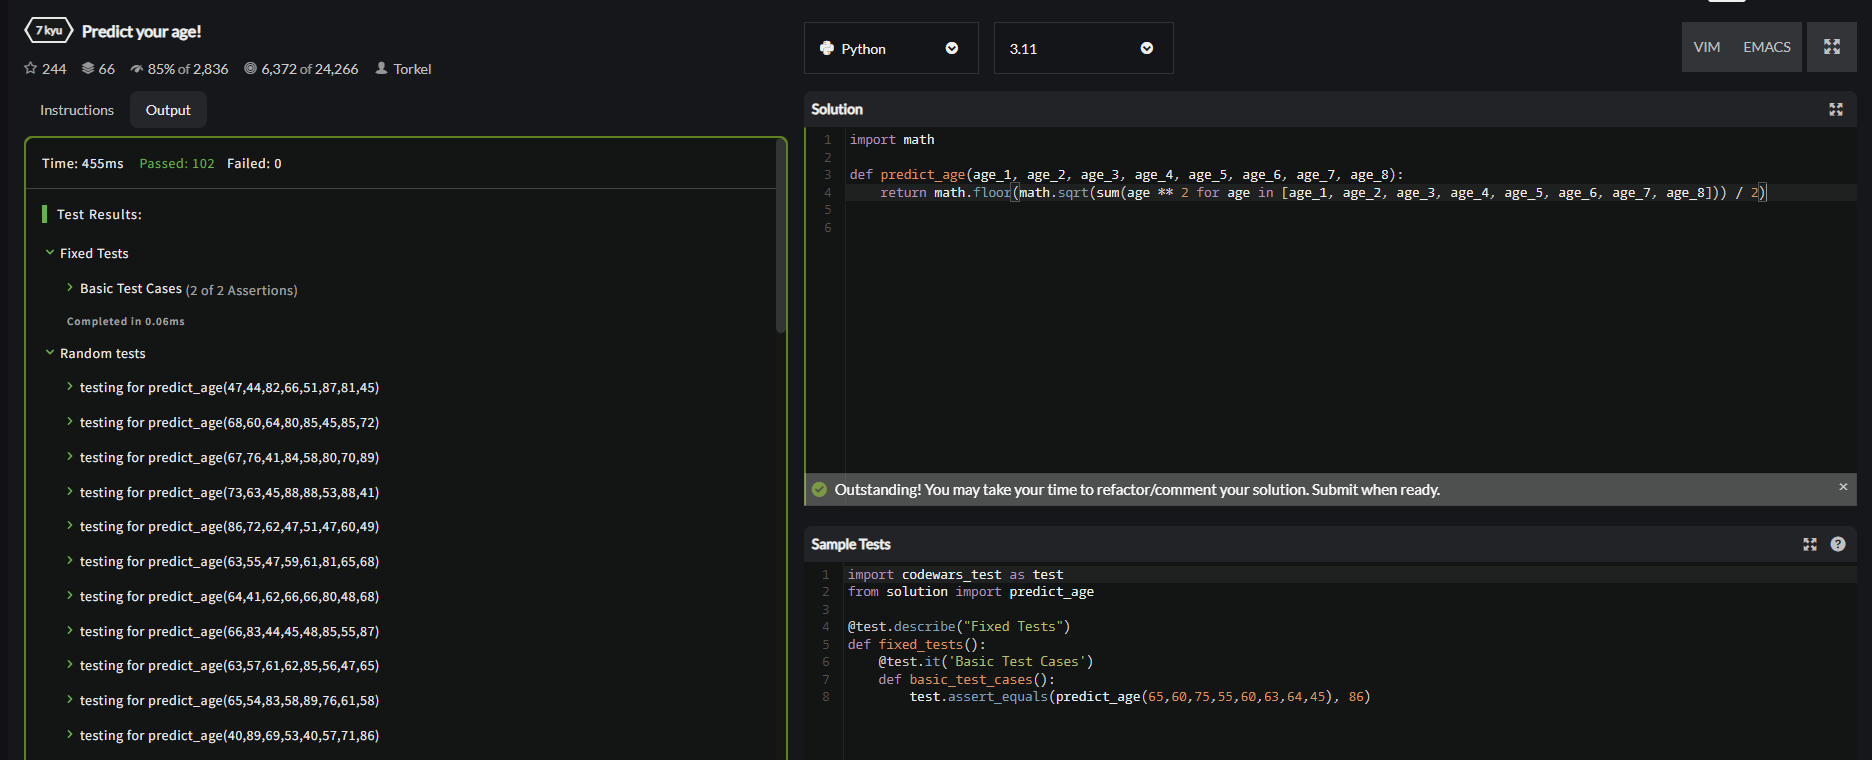 7 kyu Predict your age!
244 66 85% of 2,836 6,372 of 24,266 Torkel
Instructions Output
Time: 455ms Passed: 102 Failed: 0
Test Results:
Fixed Tests
Basic Test Cases (2 of 2 Assertions)
Completed in 0.06ms
Random tests
testing for predict_age(47,44,82,66,51,87,81,45)
testing for predict_age(68,60,64,80,85,45,85,72)
testing for predict_age(67,76,41,84,58,80,70,89)
testing for predict_age(73,63,45,88,88,53,88,41)
testing for predict_age(86,72,62,47,51,47,60,49)
testing for predict_age(63,55,47,59,61,81,65,68)
testing for predict_age(64,41,62,66,66,80,48,68)
testing for predict_age(66,83,44,45,48,85,55,87)
testing for predict_age(63,57,61,62,85,56,47,65)
testing for predict_age(65,54,83,58,89,76,61,58)
testing for predict_age(40,89,69,53,40,57,71,86)
Python 3.11 VIM EMACS
Solution
1 import math
2
3 def predict_age(age_1, age_2, age_3, age_4, age_5, age_6, age_7, age_8):
4     return math.floor(math.sqrt(sum(age ** 2 for age in [age_1, age_2, age_3, age_4, age_5, age_6, age_7, age_8])) / 2)
5
6
Outstanding! You may take your time to refactor/comment your solution. Submit when ready. ×
Sample Tests ?
1 import codewars_test as test
2 from solution import predict_age
3
4 @test.describe("Fixed Tests")
5 def fixed_tests():
6     @test.it('Basic Test Cases')
7     def basic_test_cases():
8         test.assert_equals(predict_age(65,60,75,55,60,63,64,45), 86)